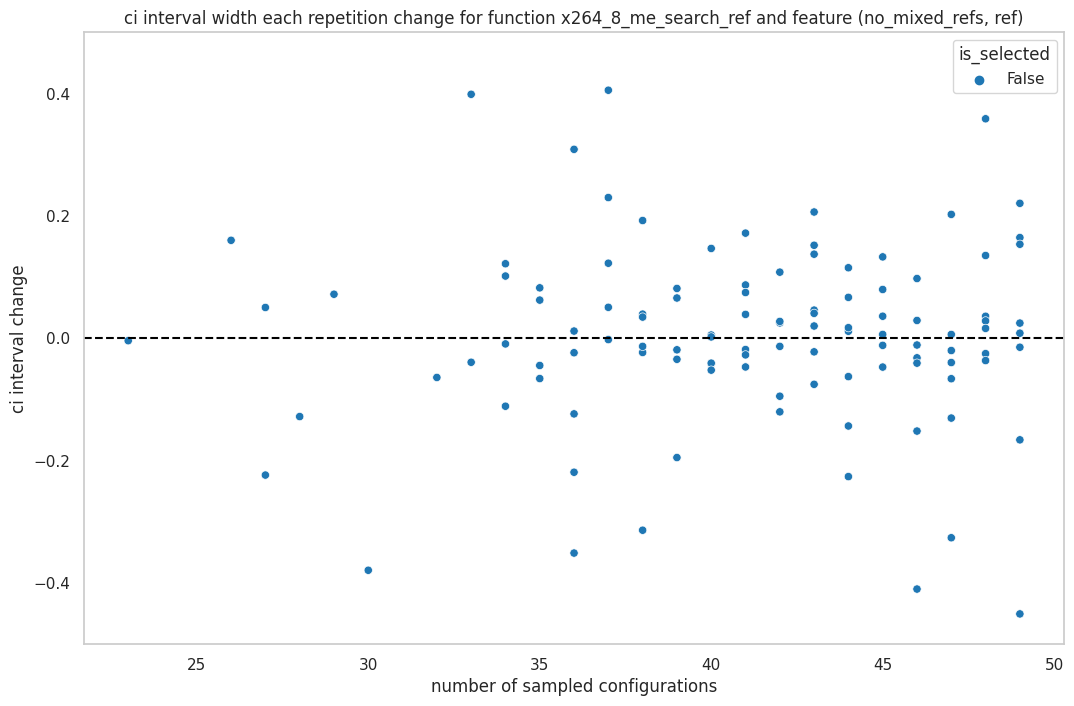 ci interval width each repetition change for function x264_8_me_search_ref and feature (no_mixed_refs, ref)
is_selected
False
0.4
0.2
0.0
−0.2
−0.4
ci interval change
25 30 35 40 45 50
number of sampled configurations